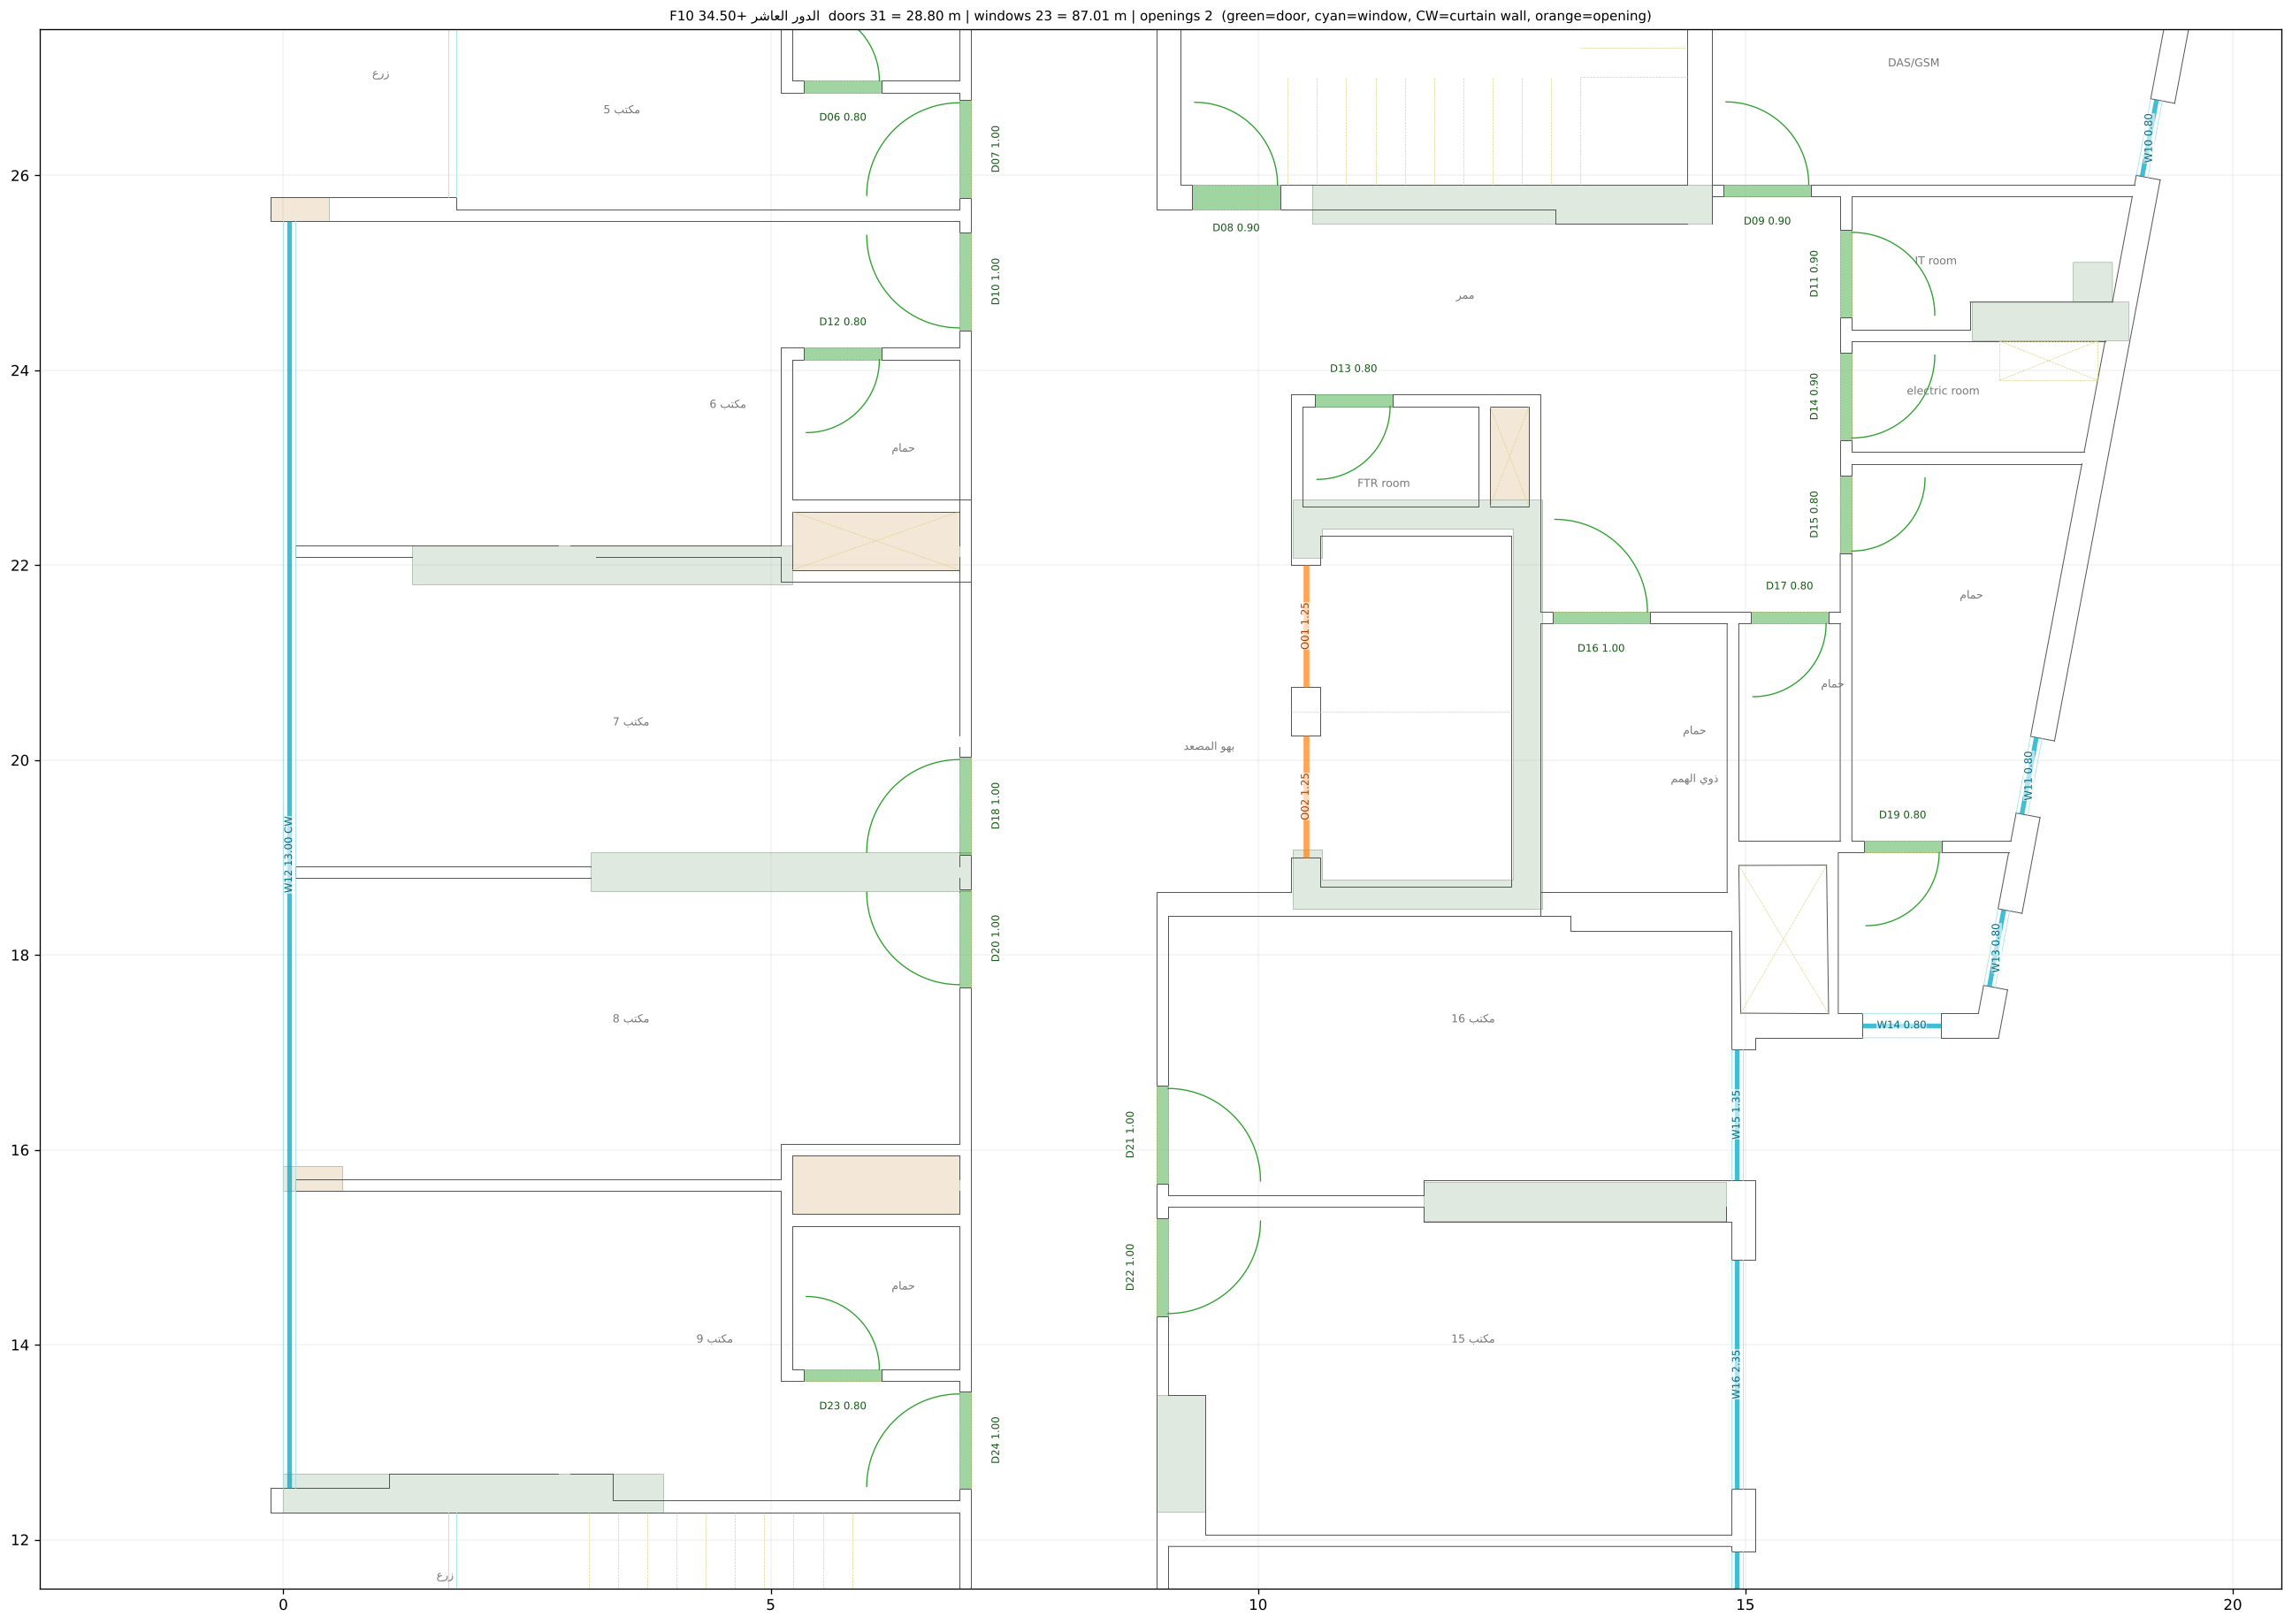 F10 34.50+ الدور العاشر  doors 31 = 28.80 m | windows 23 = 87.01 m | openings 2  (green=door, cyan=window, CW=curtain wall, orange=opening)
زرع
DAS/GSM
مكتب 5
D06 0.80
W10 0.80
D07 1.00
26
D08 0.90
D09 0.90
D10 1.00
D11 0.90
IT room
ممر
D12 0.80
24
D13 0.80
D14 0.90
electric room
مكتب 6
حمام
FTR room
D15 0.80
22
D17 0.80
حمام
O01 1.25
D16 1.00
حمام
مكتب 7
حمام
بهو المصعد
20
ذوي الهمم
W11 0.80
O02 1.25
D18 1.00
D19 0.80
W12 13.00 CW
D20 1.00
W13 0.80
18
مكتب 8
مكتب 16
W14 0.80
W15 1.35
D21 1.00
16
D22 1.00
حمام
14
مكتب 9
مكتب 15
W16 2.35
D23 0.80
D24 1.00
12
زرع
0
5
10
15
20